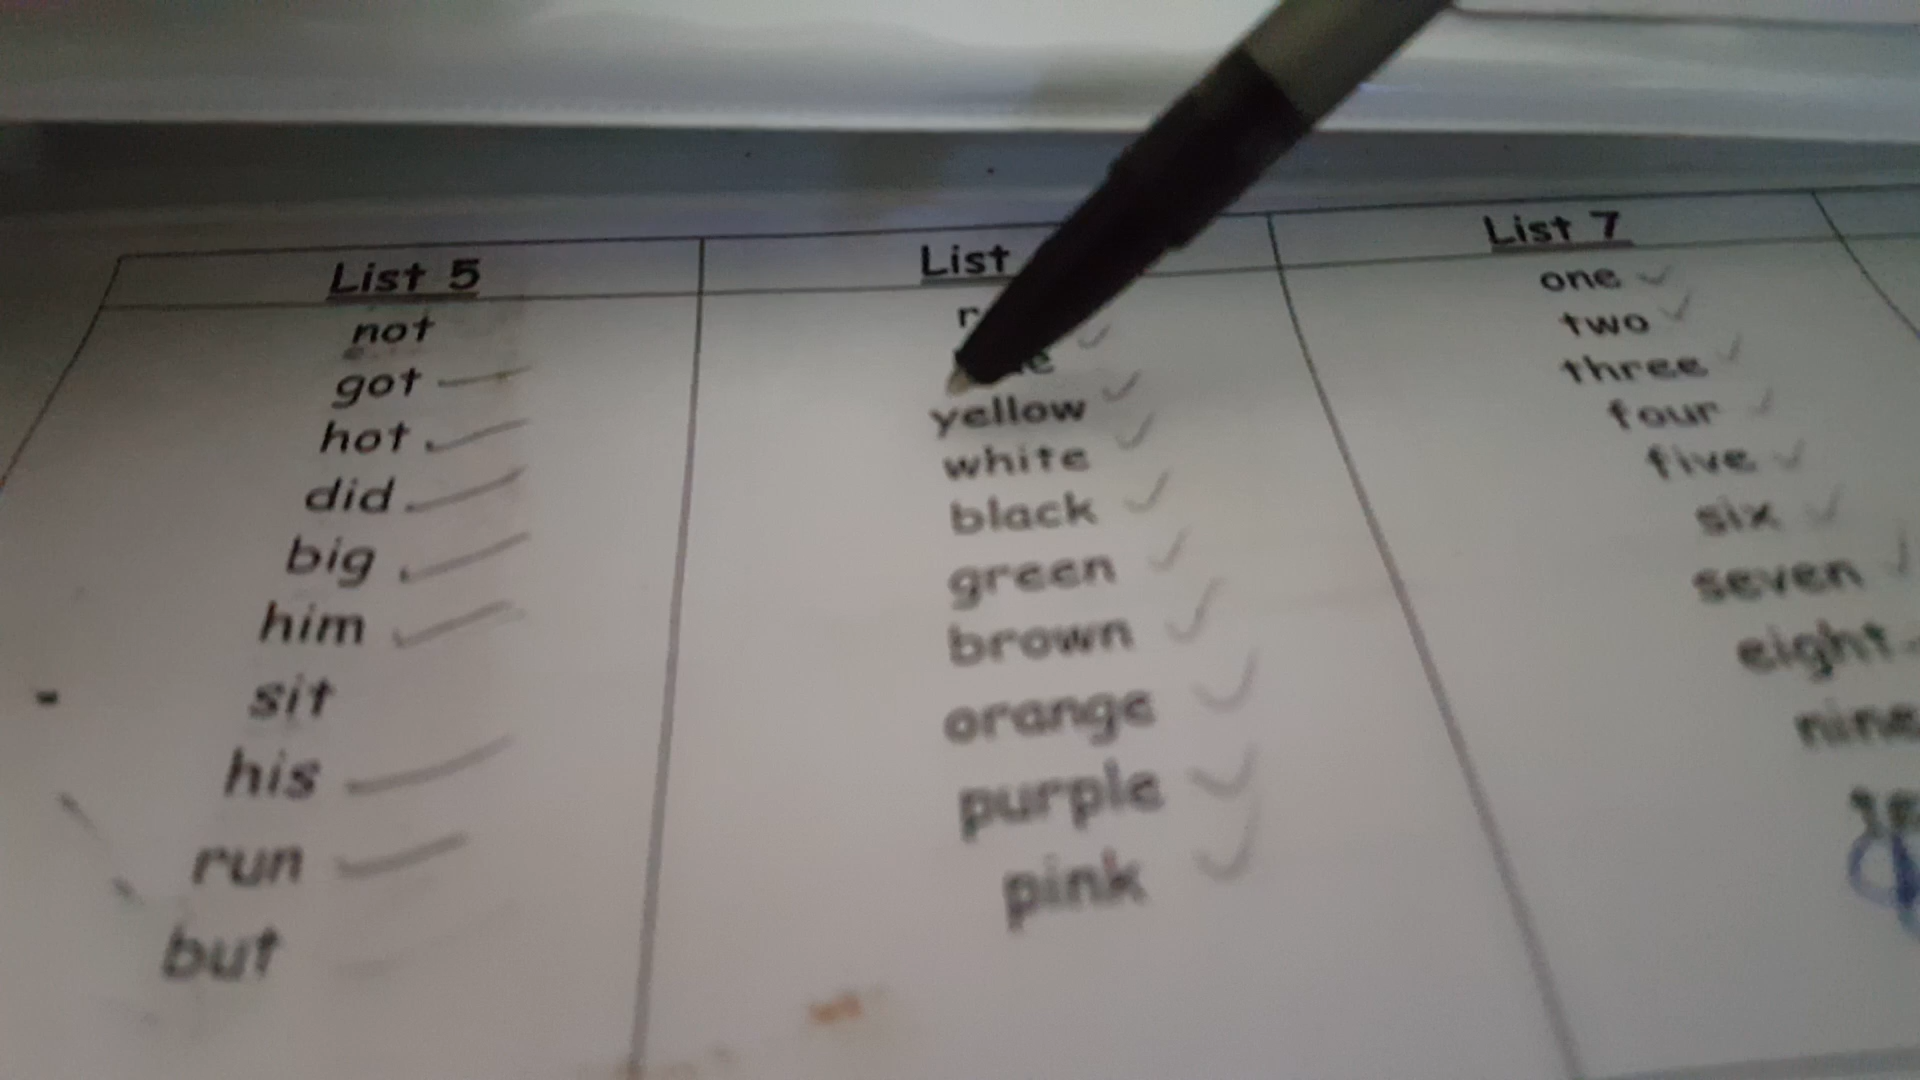 List 5
not
got
hot
did
big
him
sit
his
run
but
List
yellow
white
black
green
brown
orange
purple
pink
List 7
one
two
three
four
five
six
seven
eight
nine